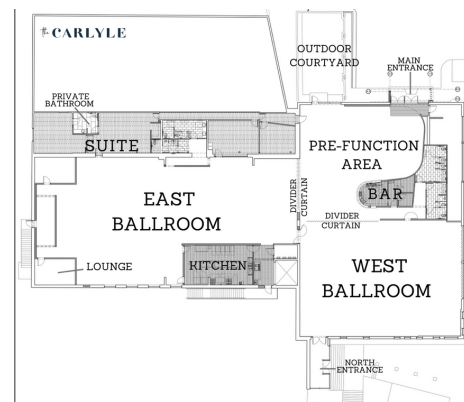 the CARLYLE
OUTDOOR
COURTYARD
MAIN
ENTRANCE
PRIVATE
BATHROOM
SUITE
PRE-FUNCTION
AREA
BAR
EAST
BALLROOM
DIVIDER
CURTAIN
DIVIDER
CURTAIN
LOUNGE
KITCHEN
WEST
BALLROOM
NORTH
ENTRANCE